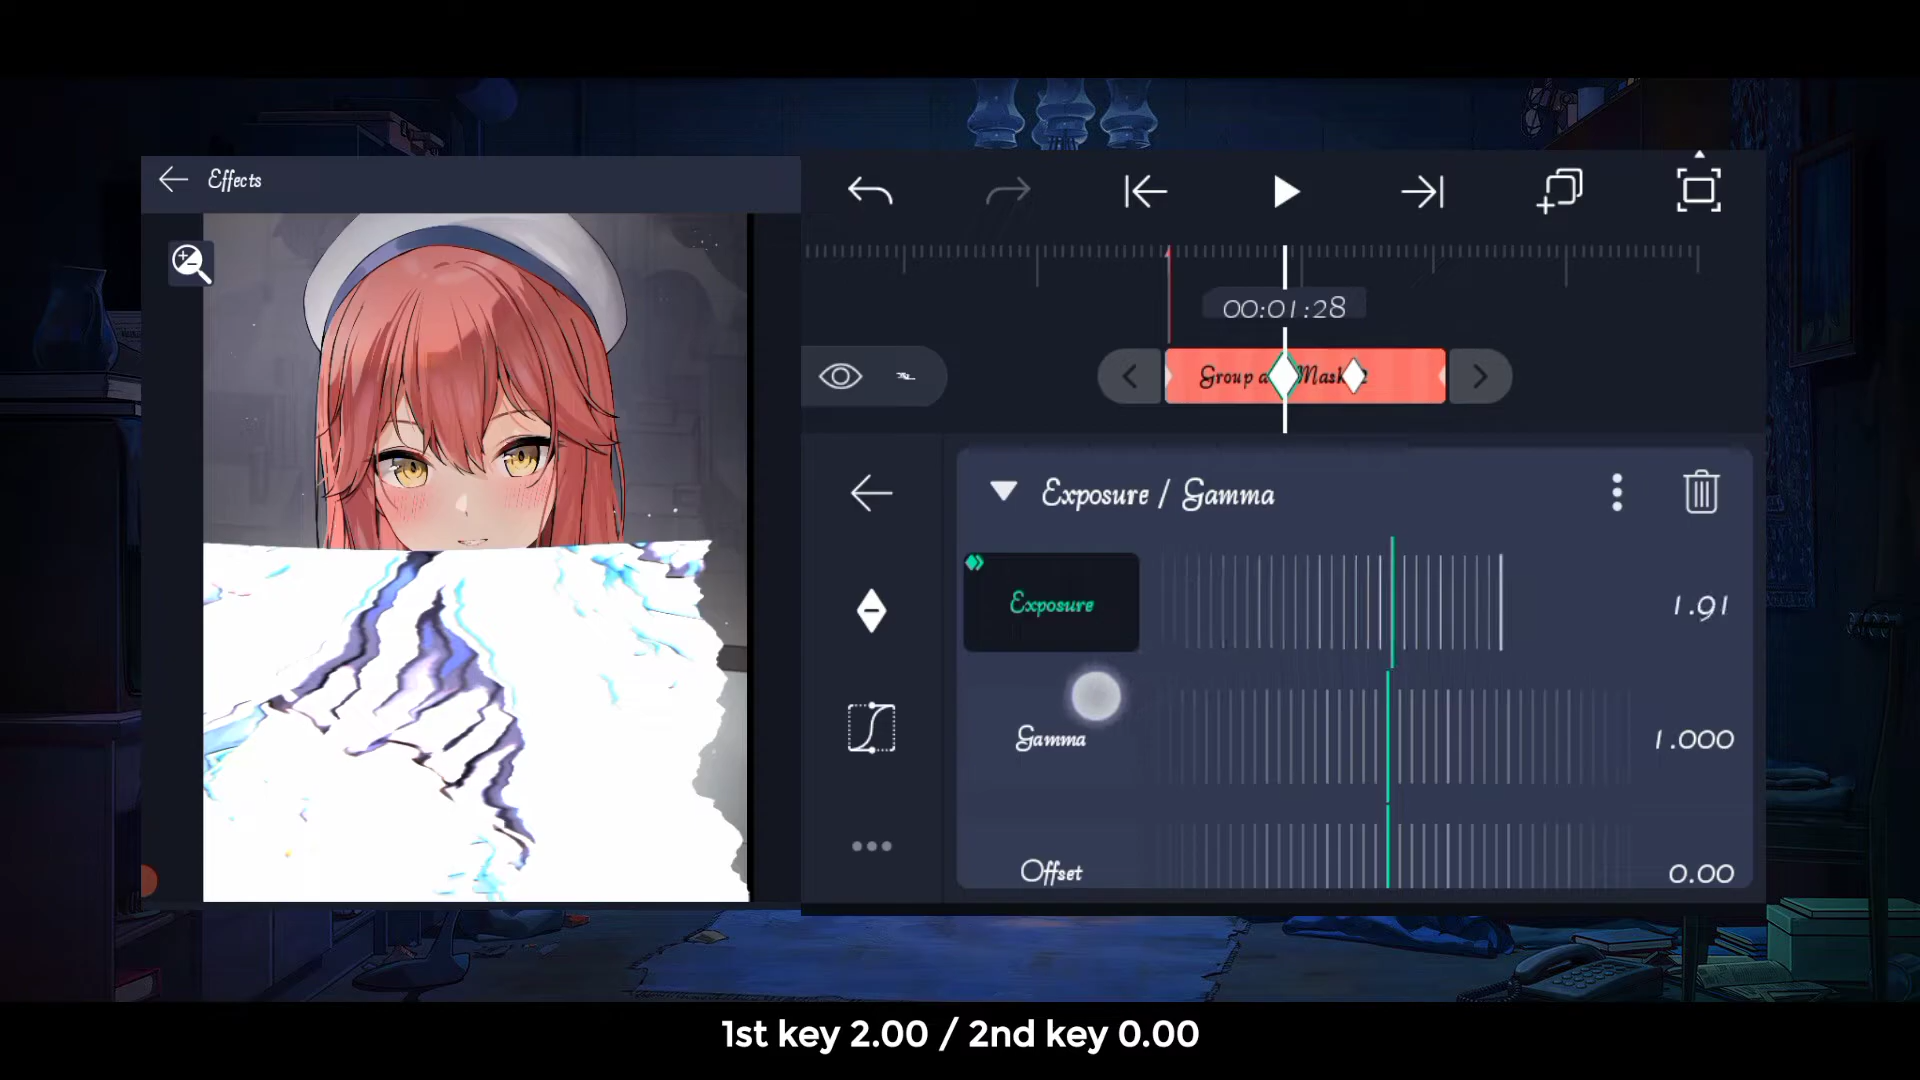 Effects
00:01:28
Group a Mask 2
Exposure / Gamma
Exposure
1.91
Gamma
1.000
Offset
0.00
1st key 2.00 / 2nd key 0.00